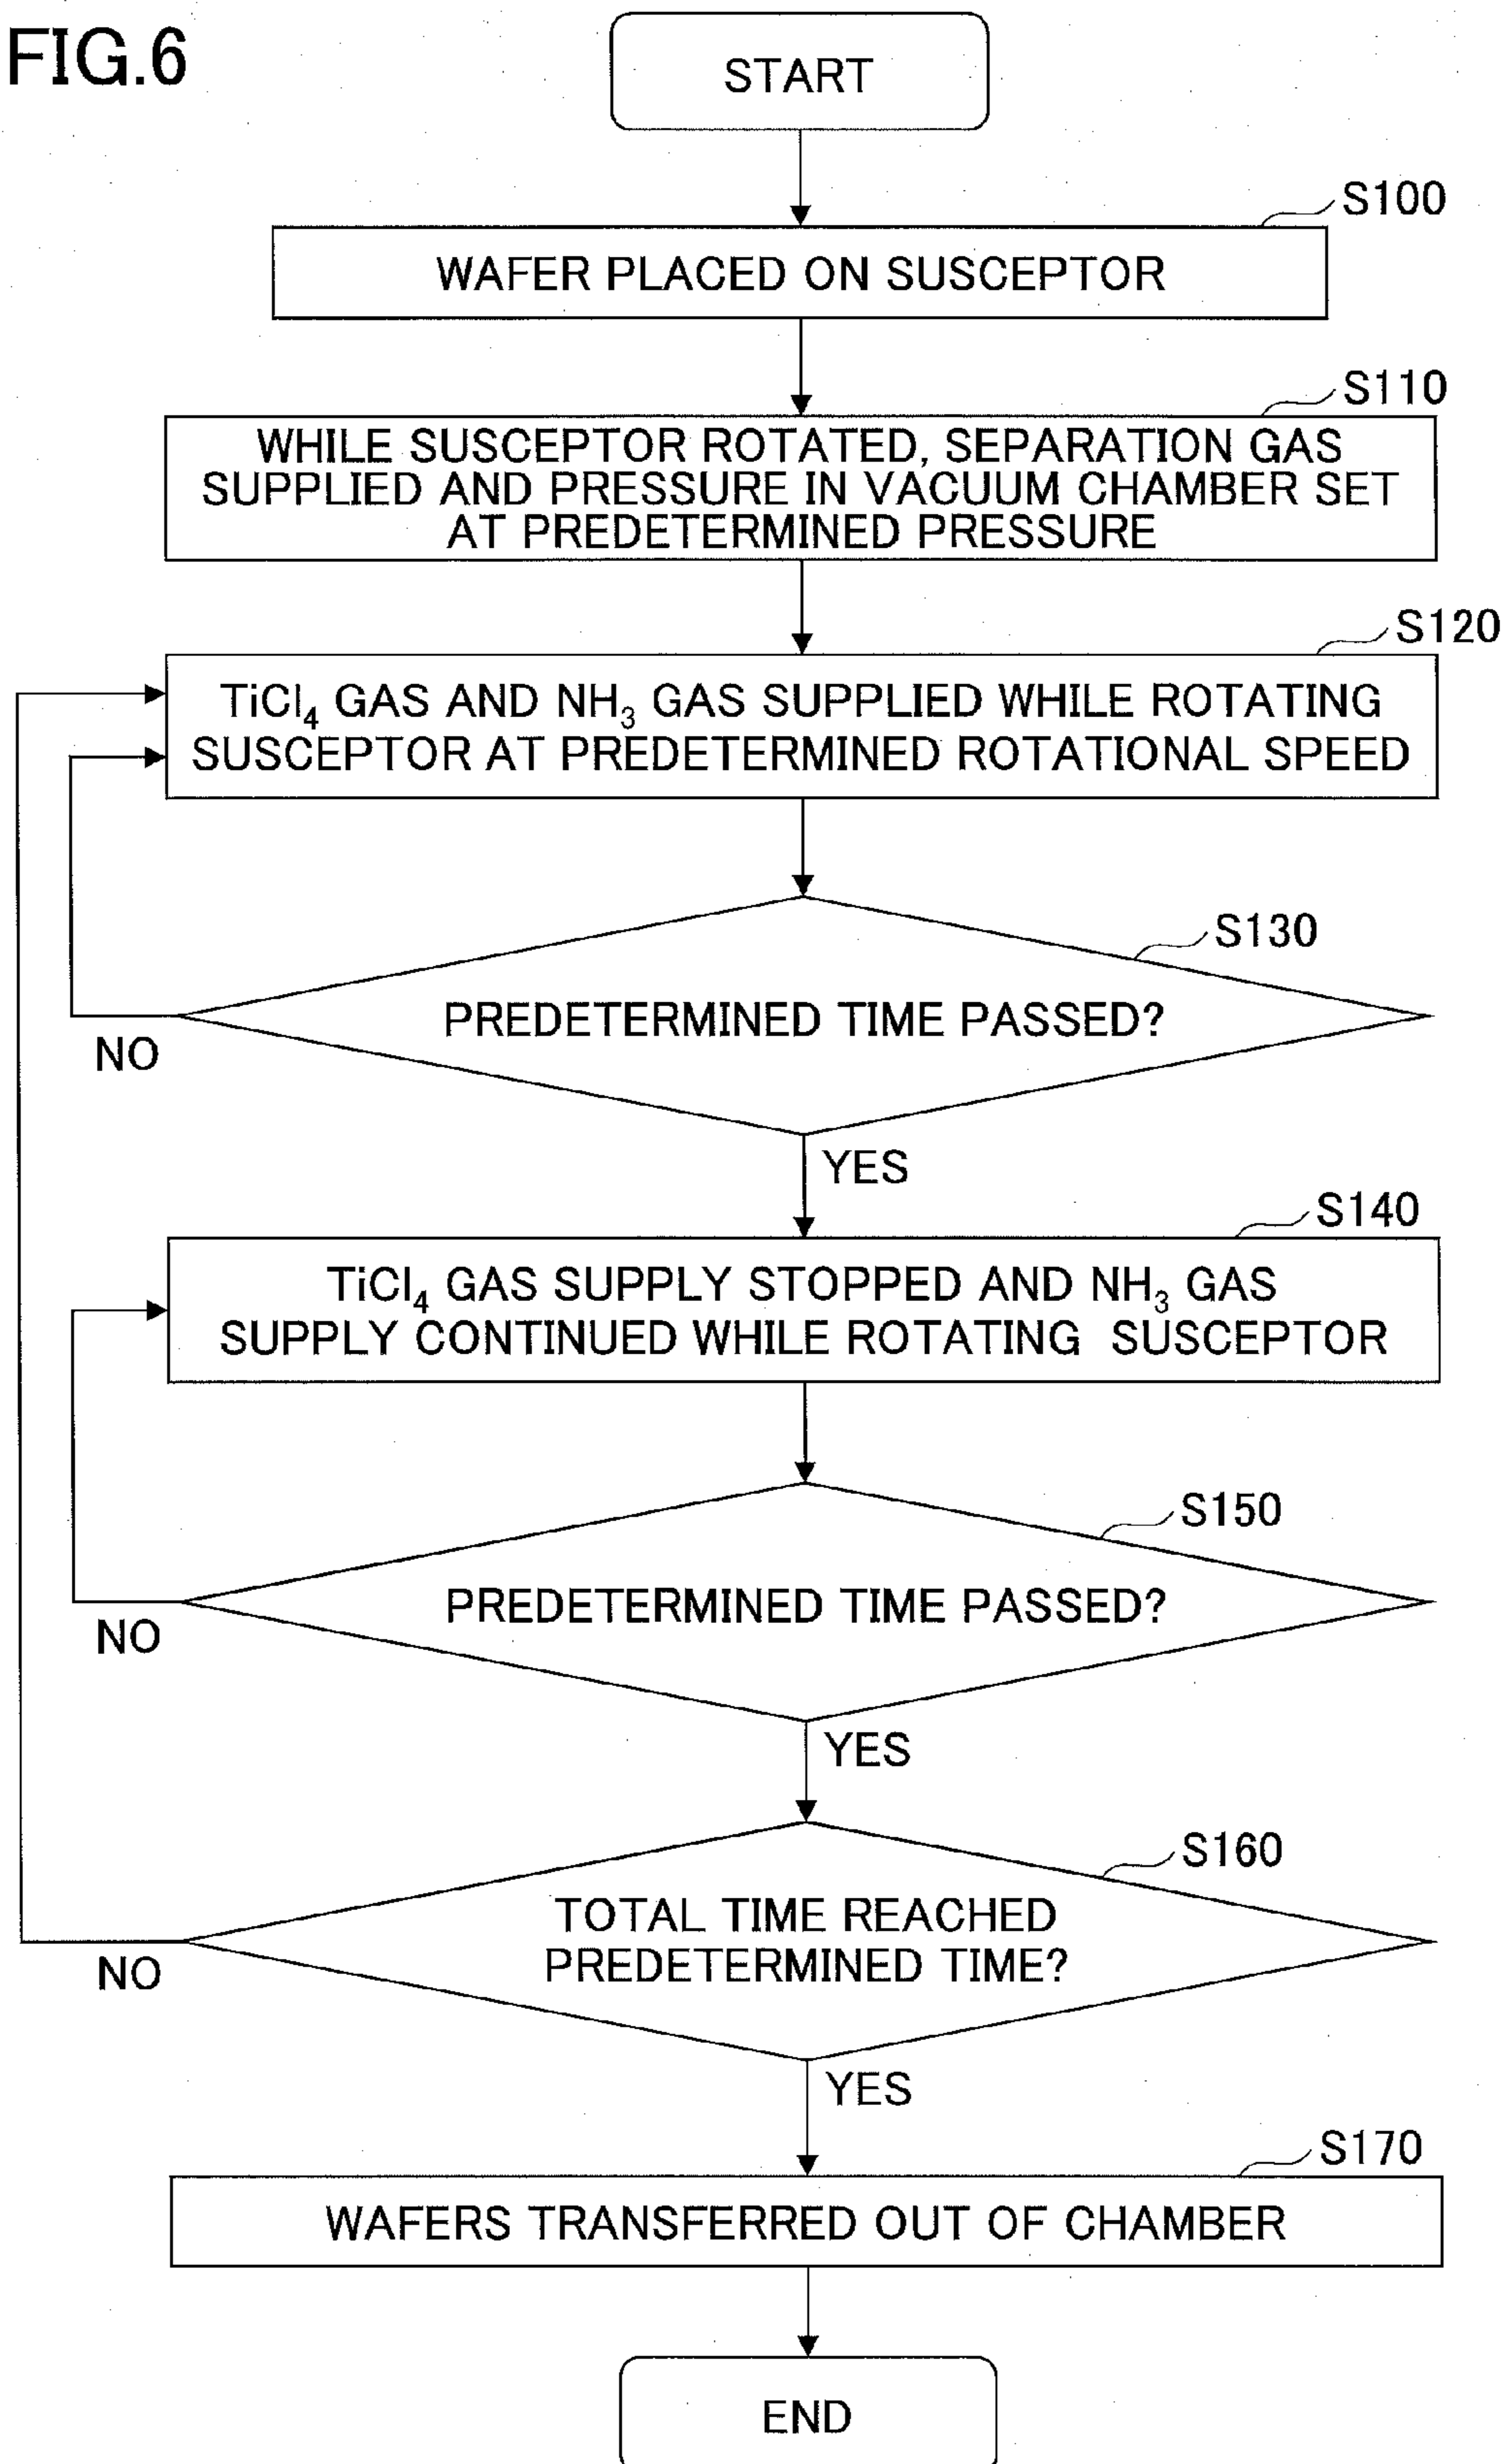 FIG.6
START
S100
WAFER PLACED ON SUSCEPTOR
S110
WHILE SUSCEPTOR ROTATED, SEPARATION GAS
SUPPLIED AND PRESSURE IN VACUUM CHAMBER SET
AT PREDETERMINED PRESSURE
S120
TiCl₄ GAS AND NH₃ GAS SUPPLIED WHILE ROTATING
SUSCEPTOR AT PREDETERMINED ROTATIONAL SPEED
S130
PREDETERMINED TIME PASSED?
NO
YES
S140
TiCl₄ GAS SUPPLY STOPPED AND NH₃ GAS
SUPPLY CONTINUED WHILE ROTATING SUSCEPTOR
S150
PREDETERMINED TIME PASSED?
NO
YES
S160
TOTAL TIME REACHED
PREDETERMINED TIME?
NO
YES
S170
WAFERS TRANSFERRED OUT OF CHAMBER
END